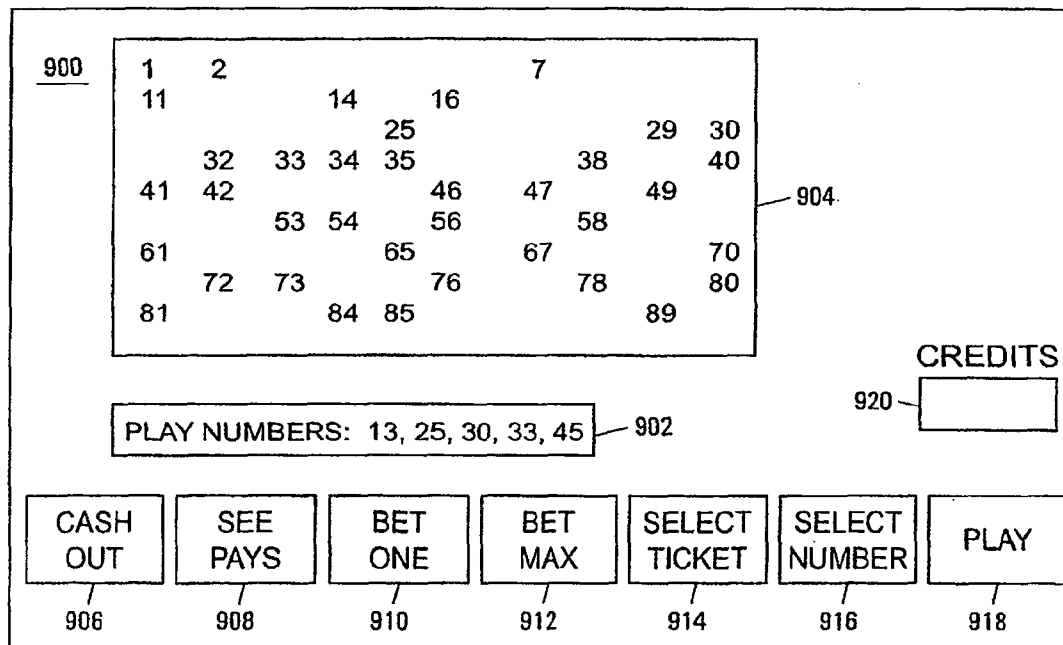 900
1 2 7
11 14 16
25 29 30
32 33 34 35 38 40
41 42 46 47 49
53 54 56 58
904
61 65 67 70
72 73 76 78 80
81 84 85 89
CREDITS
920
PLAY NUMBERS: 13, 25, 30, 33, 45
902
CASH OUT
SEE PAYS
BET ONE
BET MAX
SELECT TICKET
SELECT NUMBER
PLAY
906 908 910 912 914 916 918